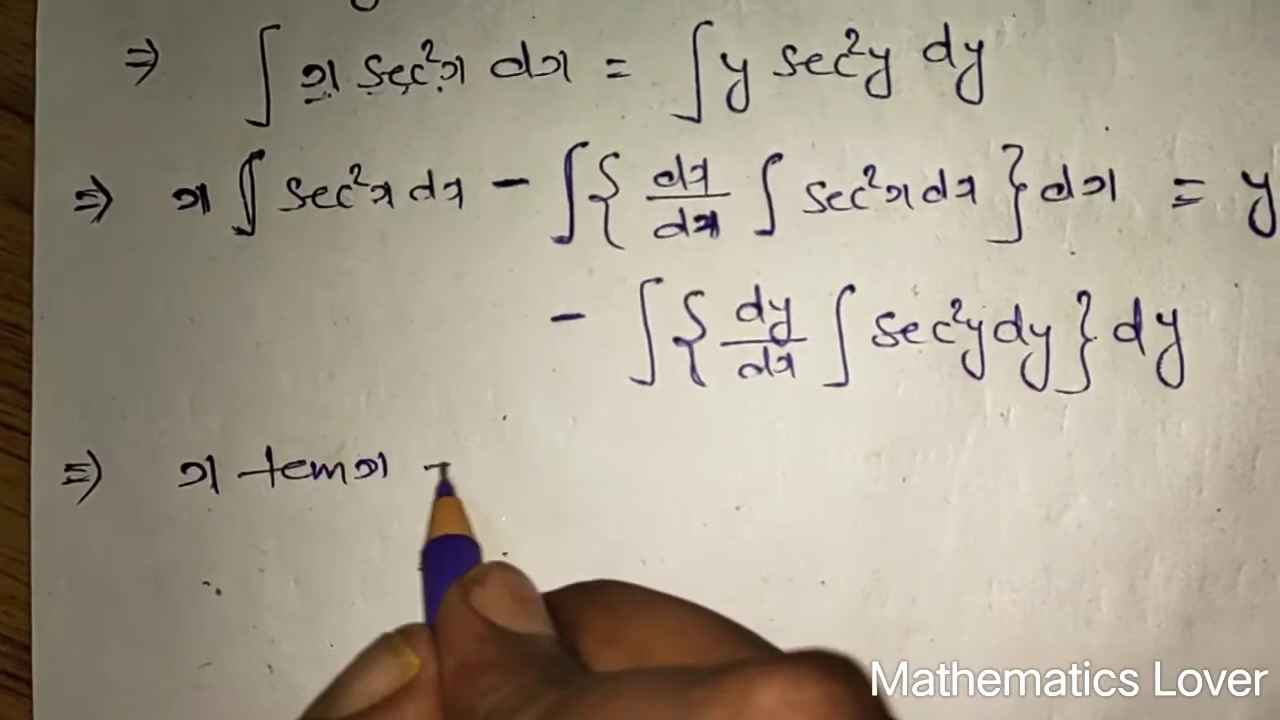 ⇒ ∫ x sec²x dx = ∫ y sec²y dy
⇒ x ∫ sec²x dx - ∫{ dx/dx ∫ sec²x dx } dx = y
- ∫{ dy/dx ∫ sec²y dy } dy
⇒ x tan x -
Mathematics Lover